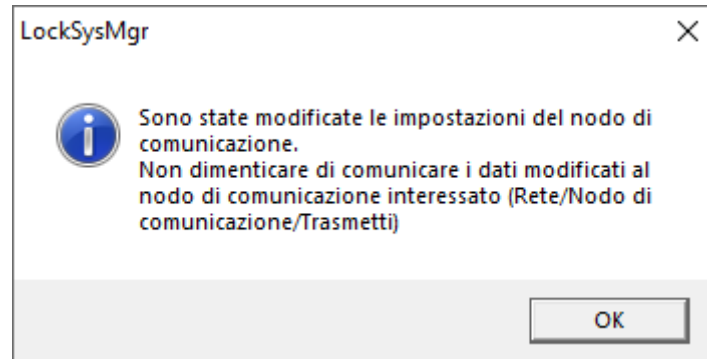 LockSysMgr
Sono state modificate le impostazioni del nodo di
comunicazione.
Non dimenticare di comunicare i dati modificati al
nodo di comunicazione interessato (Rete/Nodo di
comunicazione/Trasmetti)
OK